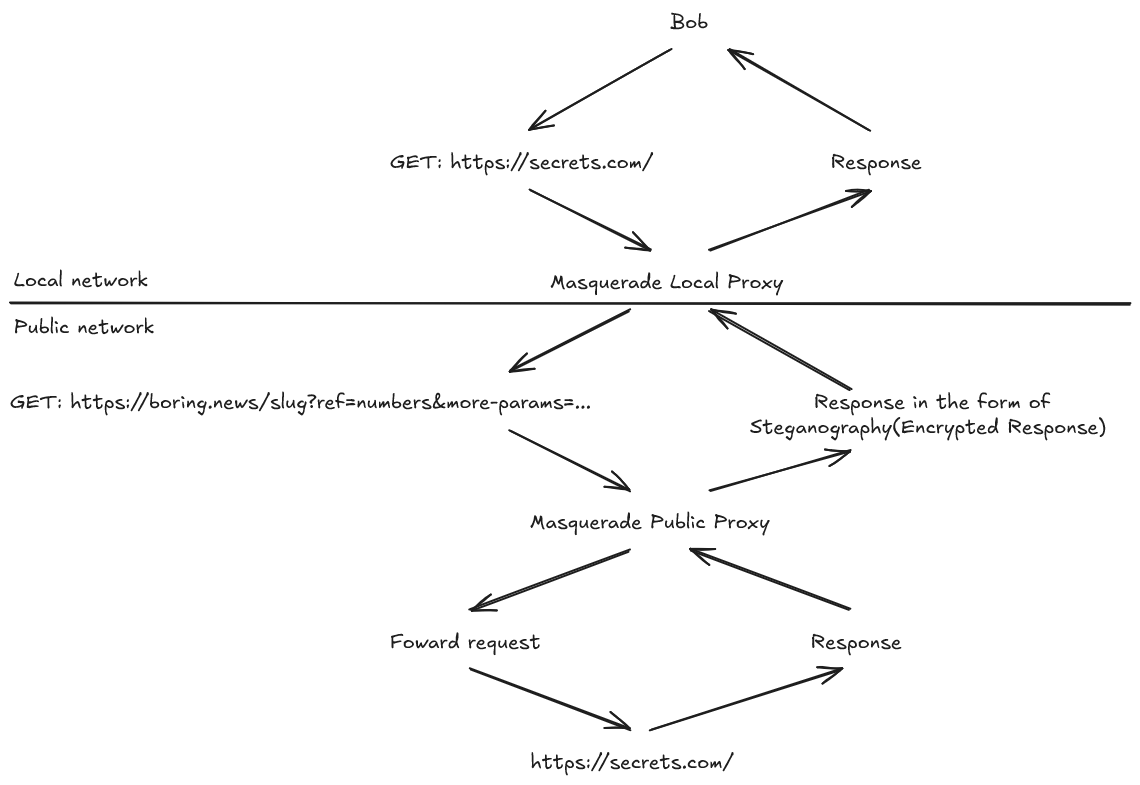 Bob
GET: https://secrets.com/
Response
Local network
Masquerade Local Proxy
Public network
GET: https://boring.news/slug?ref=numbers&more-params=...
Response in the form of
Steganography(Encrypted Response)
Masquerade Public Proxy
Foward request
Response
https://secrets.com/